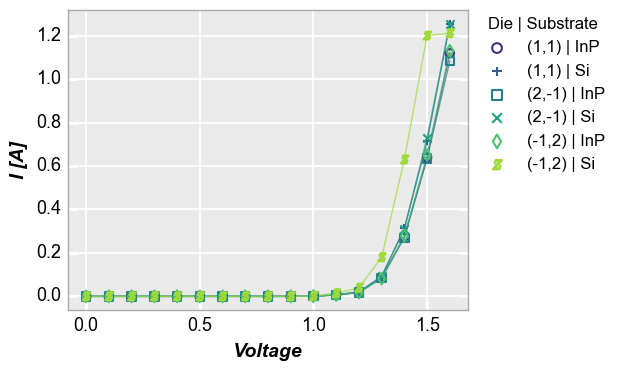 Die | Substrate
(1,1) | InP
(1,1) | Si
(2,-1) | InP
(2,-1) | Si
(-1,2) | InP
(-1,2) | Si
I [A]
1.2
1.0
0.8
0.6
0.4
0.2
0.0
0.0 0.5 1.0 1.5
Voltage